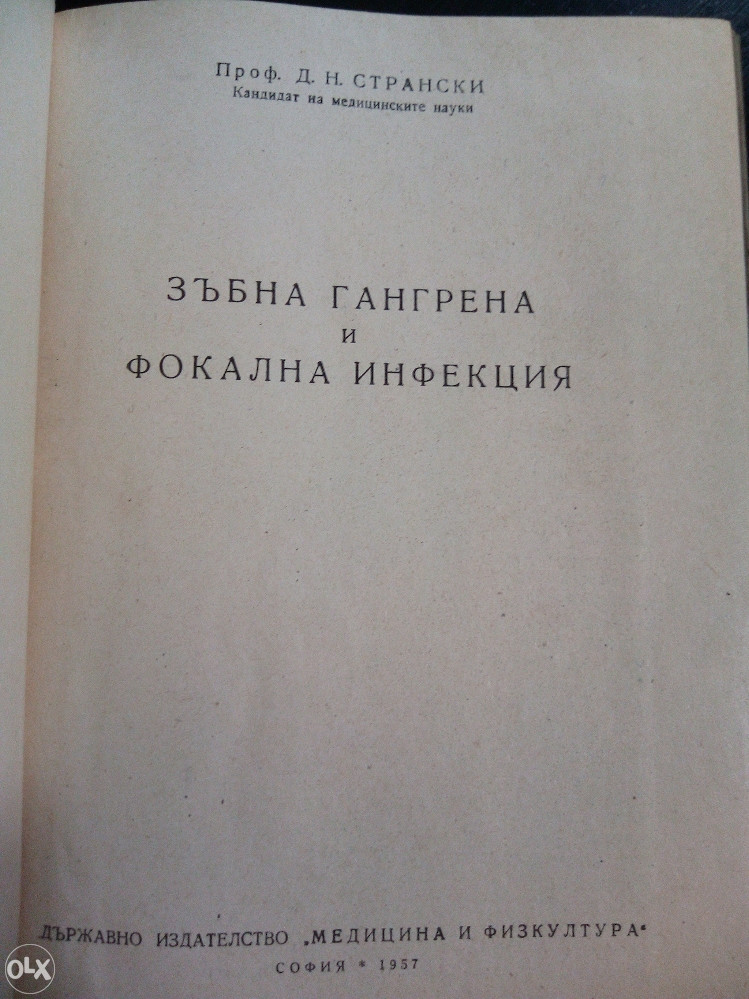 Проф. Д. Н. СТРАНСКИ
Кандидат на медицинските науки
ЗЪБНА ГАНГРЕНА
и
ФОКАЛНА ИНФЕКЦИЯ
ДЪРЖАВНО ИЗДАТЕЛСТВО „МЕДИЦИНА И ФИЗКУЛТУРА“
СОФИЯ * 1957
OLX